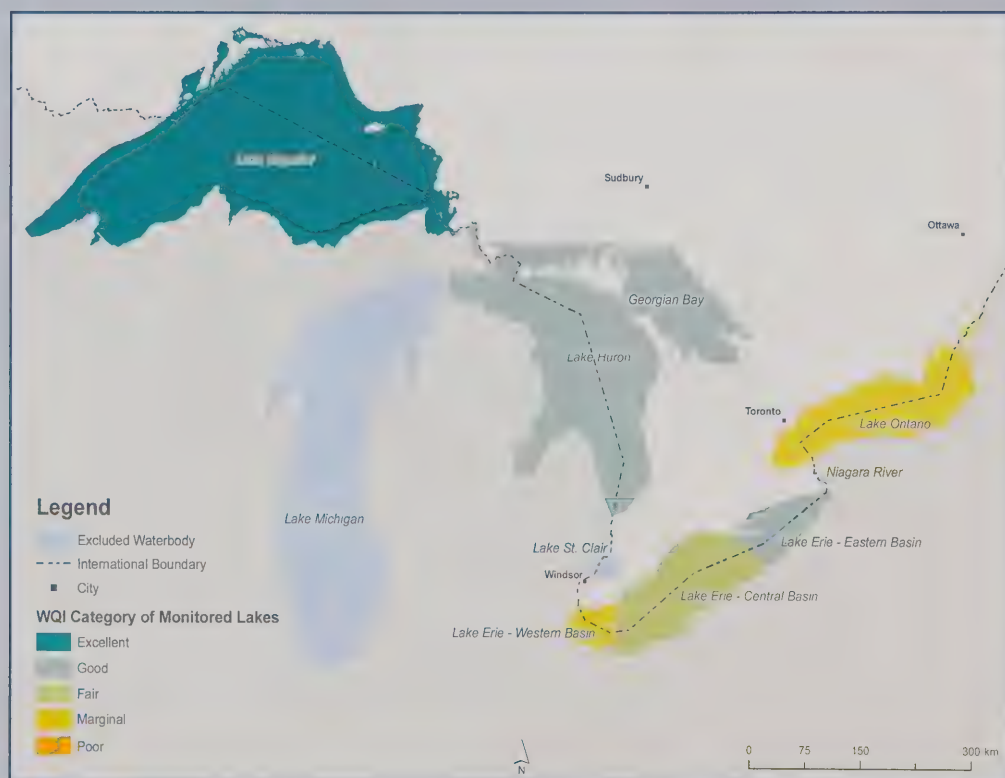 Sudbury
Ottawa
Georgian Bay
Lake Huron
Toronto
Lake Ontario
Niagara River
Legend
Lake Michigan
Excluded Waterbody
Lake St. Clair
Lake Erie - Eastern Basin
International Boundary
Windsor
City
Lake Erie - Central Basin
WQI Category of Monitored Lakes
Lake Erie - Western Basin
Excellent
Good
Fair
Marginal
Poor
N
0 75 150 300 km